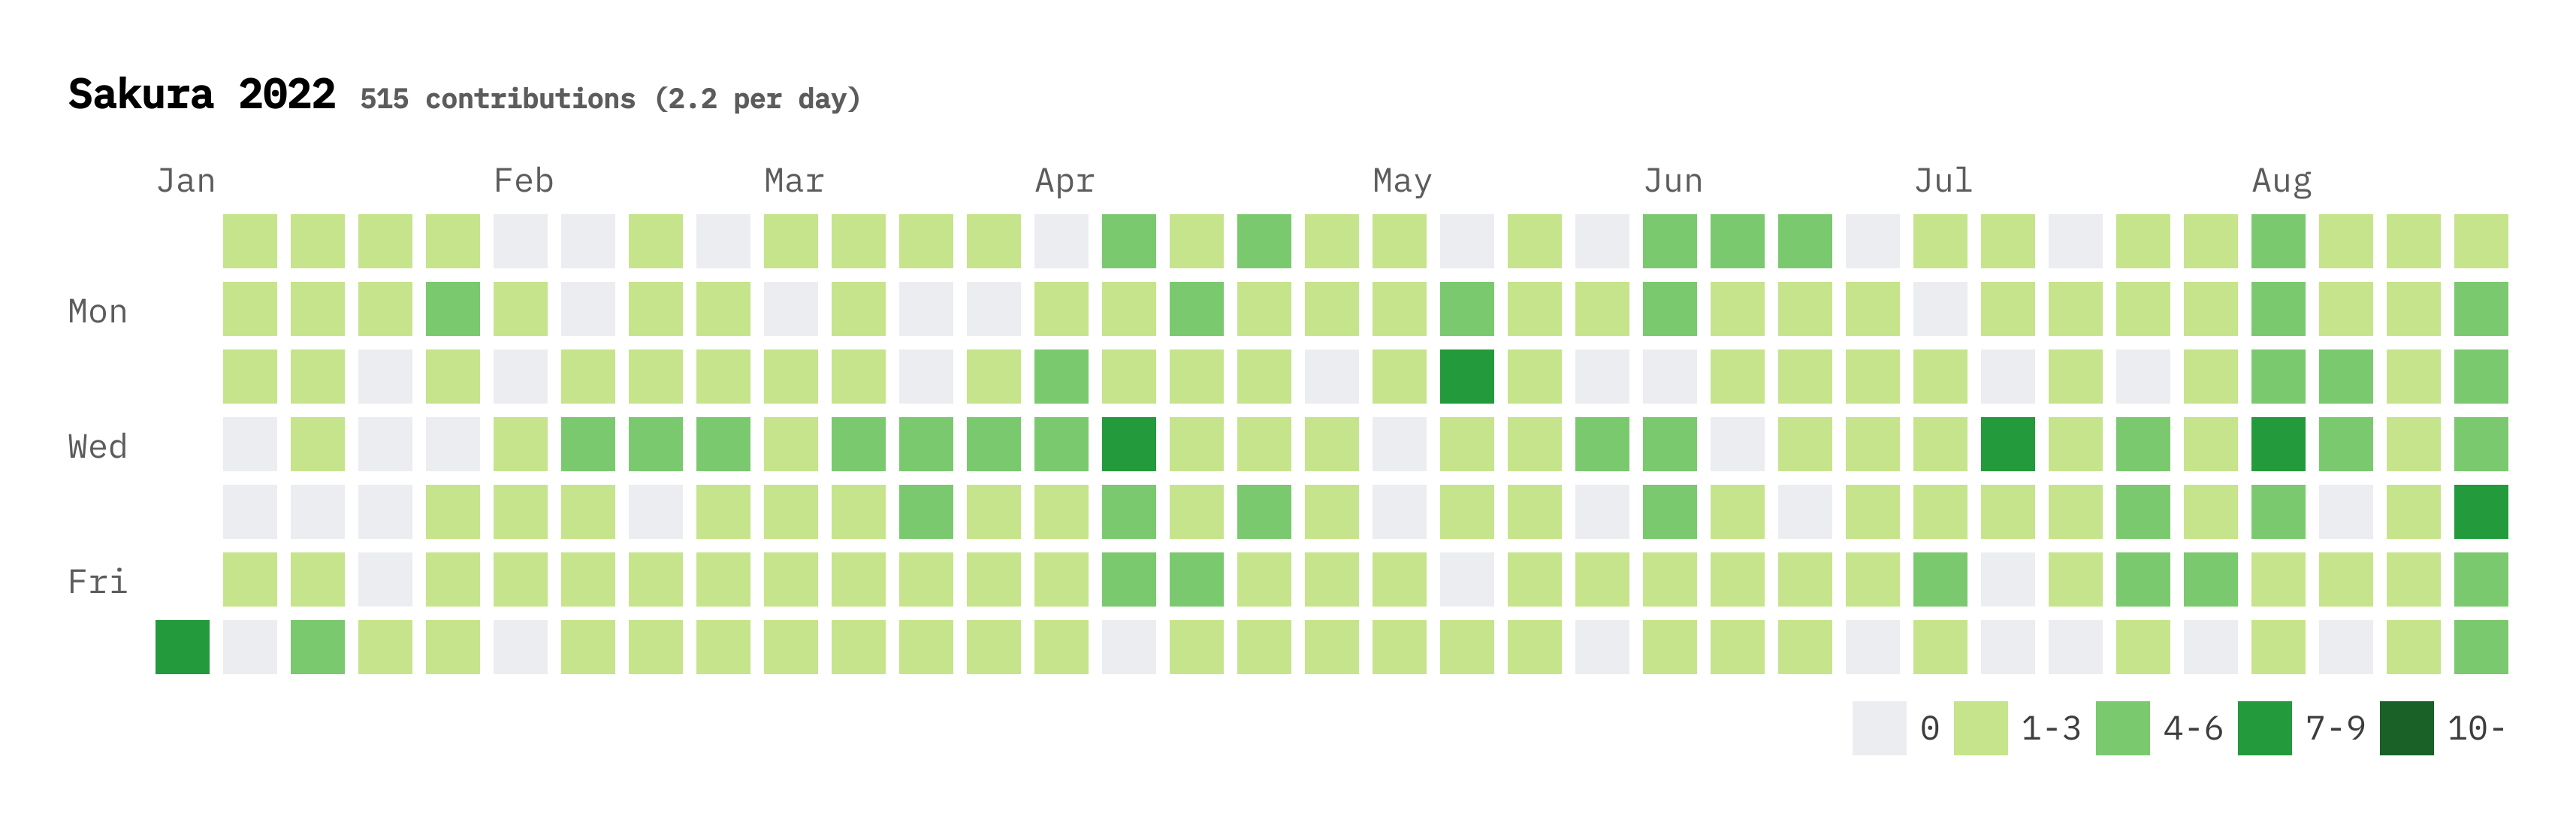 Sakura 2022 515 contributions (2.2 per day)
Jan Feb Mar Apr May Jun Jul Aug
Mon
Wed
Fri
0 1-3 4-6 7-9 10-